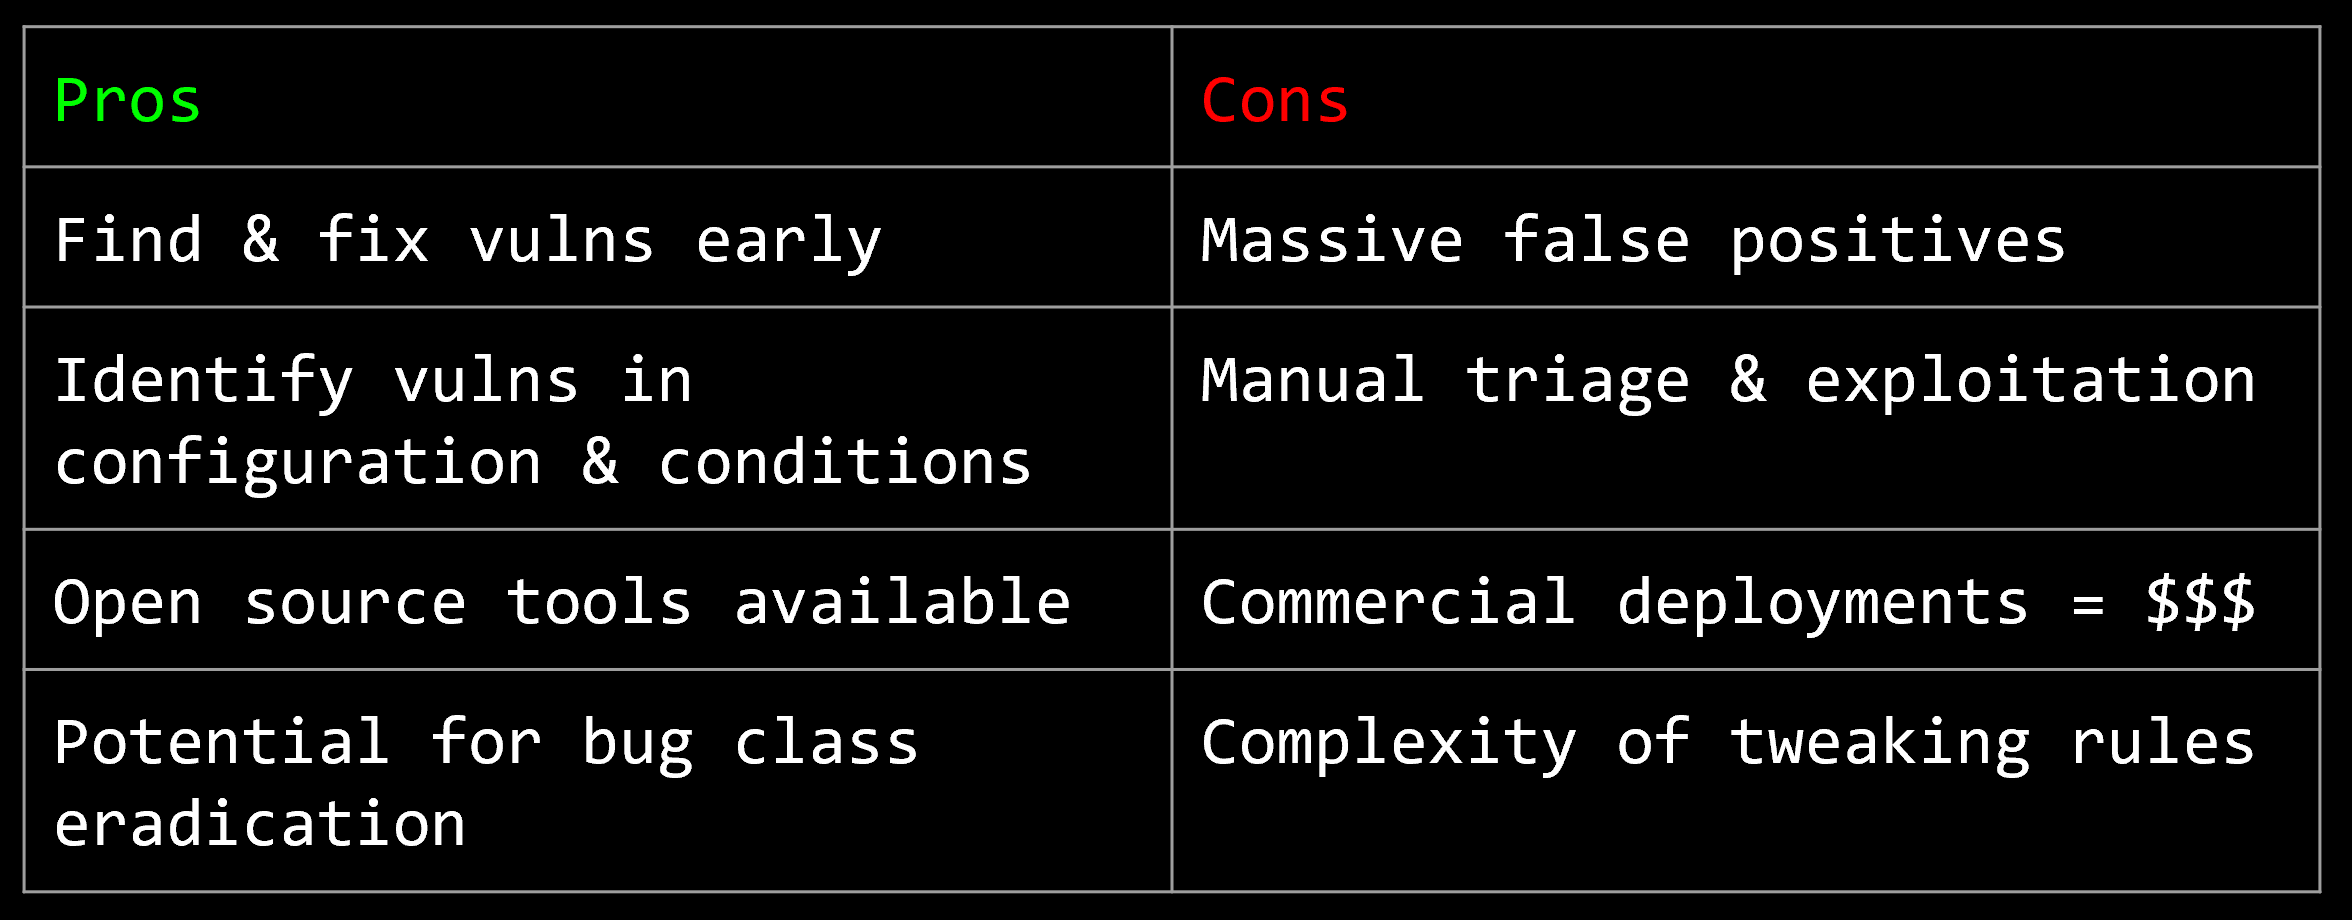 Pros
Cons
Find & fix vulns early
Massive false positives
Identify vulns in
configuration & conditions
Manual triage & exploitation
Open source tools available
Commercial deployments = $$$
Potential for bug class
eradication
Complexity of tweaking rules